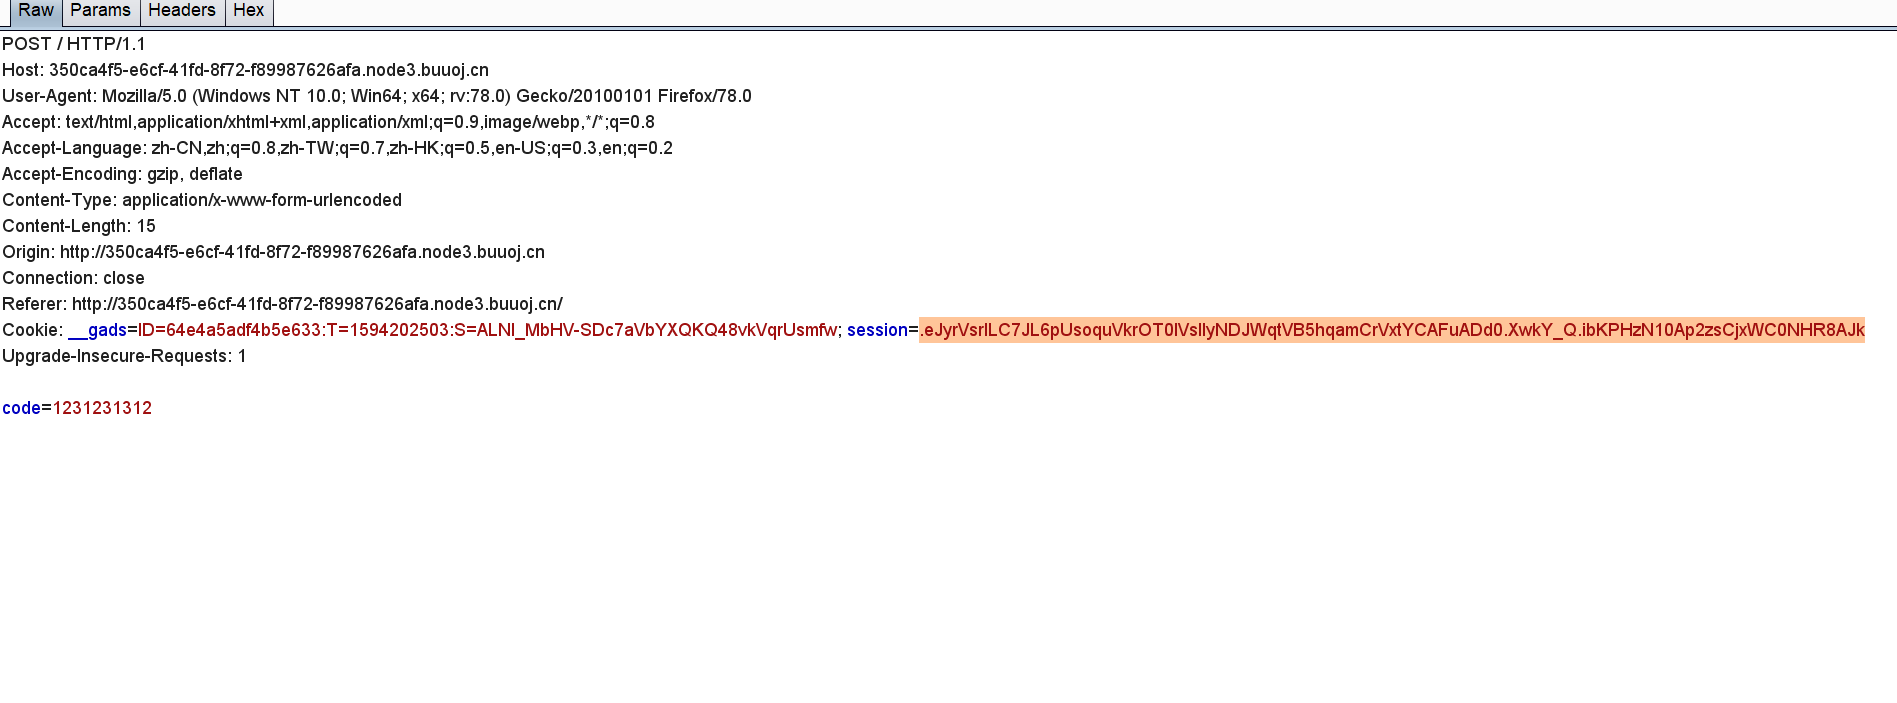 Raw Params Headers Hex
POST / HTTP/1.1
Host: 350ca4f5-e6cf-41fd-8f72-f89987626afa.node3.buuoj.cn
User-Agent: Mozilla/5.0 (Windows NT 10.0; Win64; x64; rv:78.0) Gecko/20100101 Firefox/78.0
Accept: text/html,application/xhtml+xml,application/xml;q=0.9,image/webp,*/*;q=0.8
Accept-Language: zh-CN,zh;q=0.8,zh-TW;q=0.7,zh-HK;q=0.5,en-US;q=0.3,en;q=0.2
Accept-Encoding: gzip, deflate
Content-Type: application/x-www-form-urlencoded
Content-Length: 15
Origin: http://350ca4f5-e6cf-41fd-8f72-f89987626afa.node3.buuoj.cn
Connection: close
Referer: http://350ca4f5-e6cf-41fd-8f72-f89987626afa.node3.buuoj.cn/
Cookie: __gads=ID=64e4a5adf4b5e633:T=1594202503:S=ALNI_MbHV-SDc7aVbYXQKQ48vkVqrUsmfw; session=.eJyrVsrILC7JL6pUsoquVkrOT0lVslIyNDJWqtVB5hqamCrVxtYCAFuADd0.XwkY_Q.ibKPHzN10Ap2zsCjxWC0NHR8AJk
Upgrade-Insecure-Requests: 1
code=1231231312